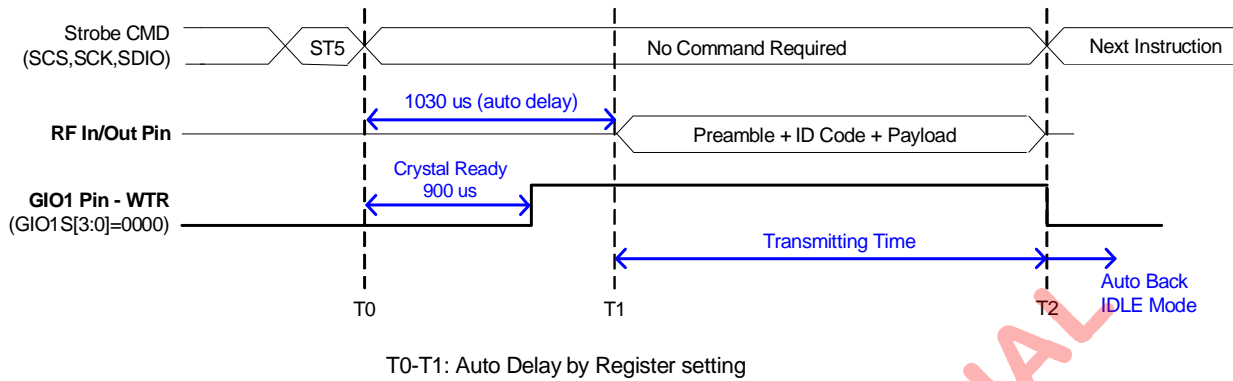 Strobe CMD
(SCS,SCK,SDIO)
ST5
No Command Required
Next Instruction
1030 us (auto delay)
RF In/Out Pin
Preamble + ID Code + Payload
Crystal Ready
900 us
GIO1 Pin - WTR
(GIO1S[3:0]=0000)
Transmitting Time
Auto Back
IDLE Mode
T0
T1
T2
T0-T1: Auto Delay by Register setting